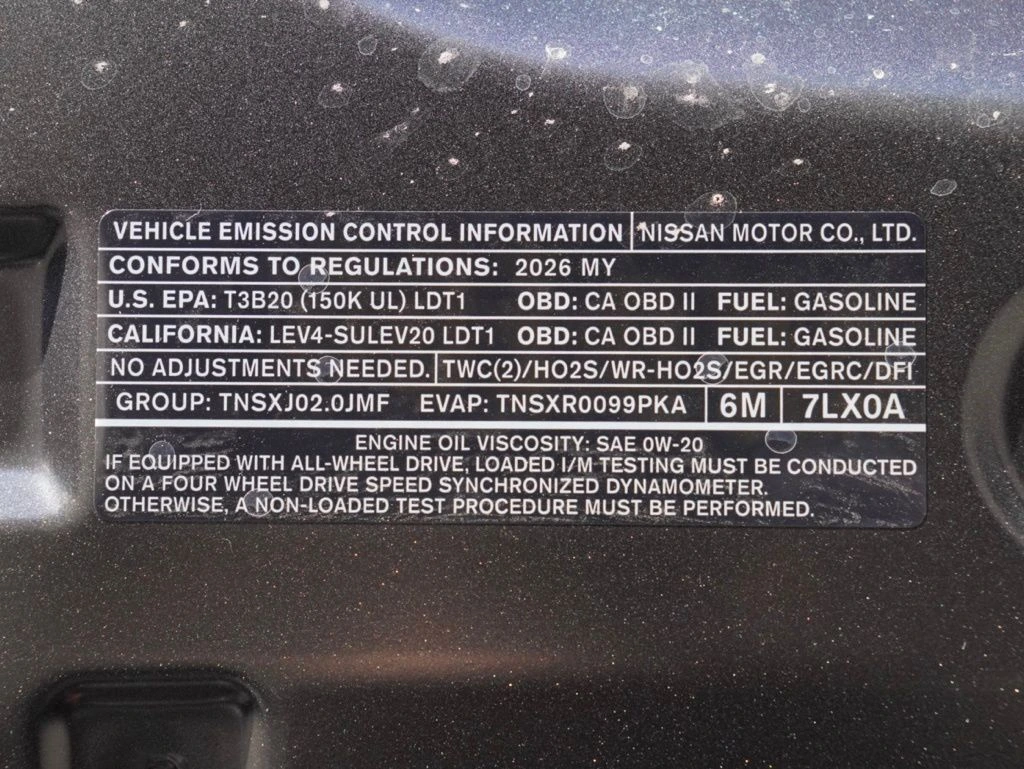 VEHICLE EMISSION CONTROL INFORMATION NISSAN MOTOR CO., LTD.
CONFORMS TO REGULATIONS: 2026 MY
U.S. EPA: T3B20 (150K UL) LDT1 OBD: CA OBD II FUEL: GASOLINE
CALIFORNIA: LEV4-SULEV20 LDT1 OBD: CA OBD II FUEL: GASOLINE
NO ADJUSTMENTS NEEDED. TWC(2)/HO2S/WR-HO2S/EGR/EGRC/DFI
GROUP: TNSXJ02.0JMF EVAP: TNSXR0099PKA 6M 7LX0A
ENGINE OIL VISCOSITY: SAE 0W-20
IF EQUIPPED WITH ALL-WHEEL DRIVE, LOADED I/M TESTING MUST BE CONDUCTED
ON A FOUR WHEEL DRIVE SPEED SYNCHRONIZED DYNAMOMETER.
OTHERWISE, A NON-LOADED TEST PROCEDURE MUST BE PERFORMED.